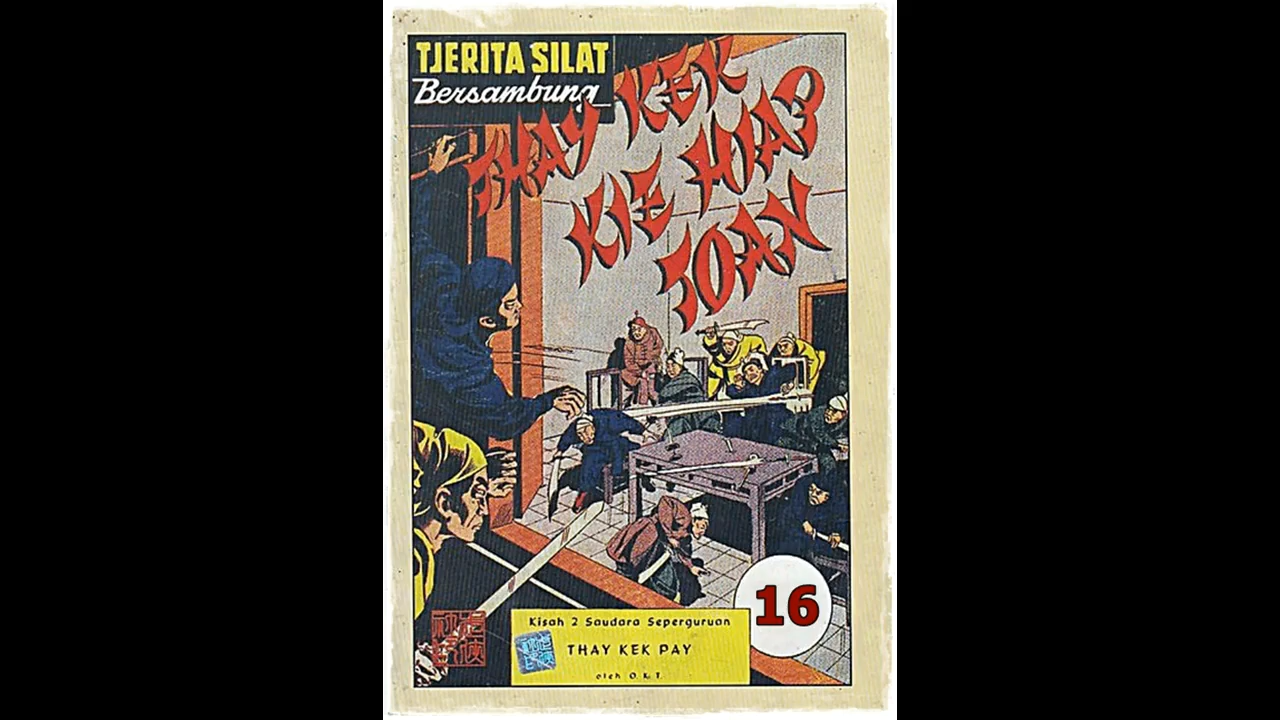 TJERITA SILAT
Bersambung
THAY KEK
KIE HIAP
TOAN
16
Kisah 2 Saudara Seperguruan
THAY KEK PAY
oleh O. K. T.